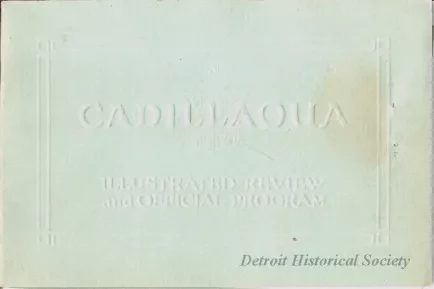 CADILLAQUA
ILLUSTRATED REVIEW
and OFFICIAL PROGRAM
Detroit Historical Society